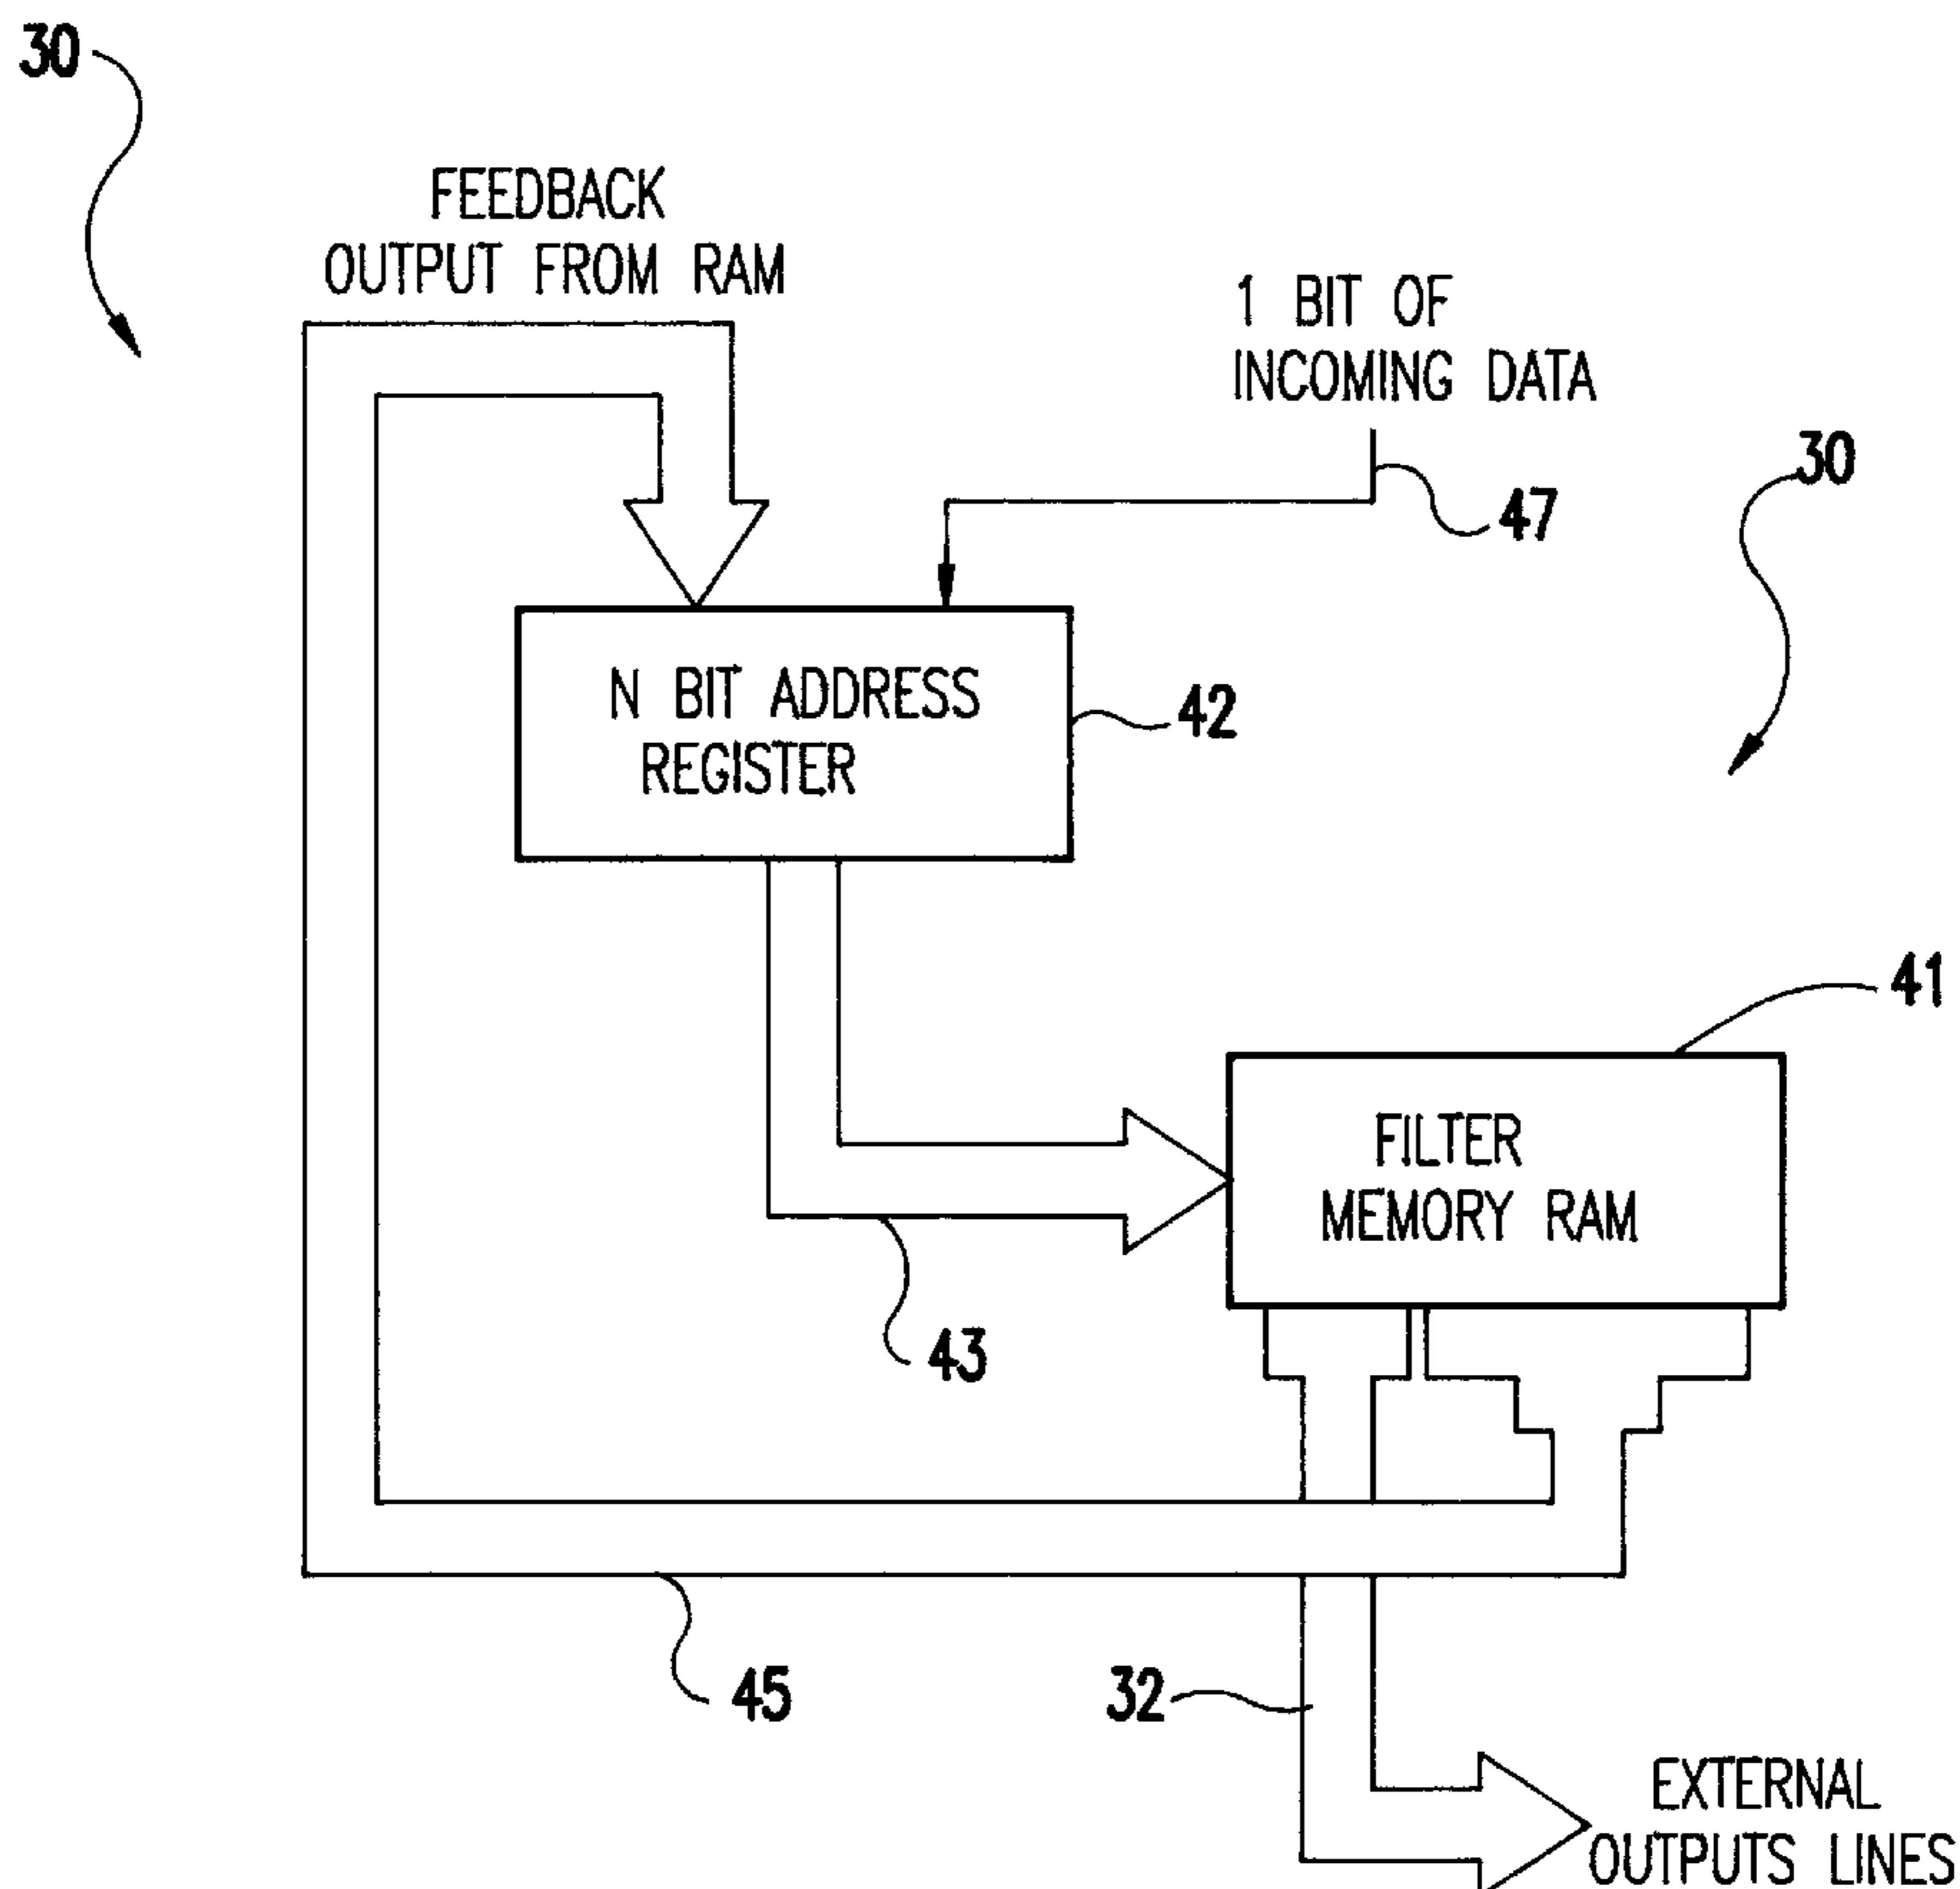 30
FEEDBACK
OUTPUT FROM RAM
1 BIT OF
INCOMING DATA
30
47
N BIT ADDRESS
REGISTER
42
41
FILTER
MEMORY RAM
43
45
32
EXTERNAL
OUTPUTS LINES